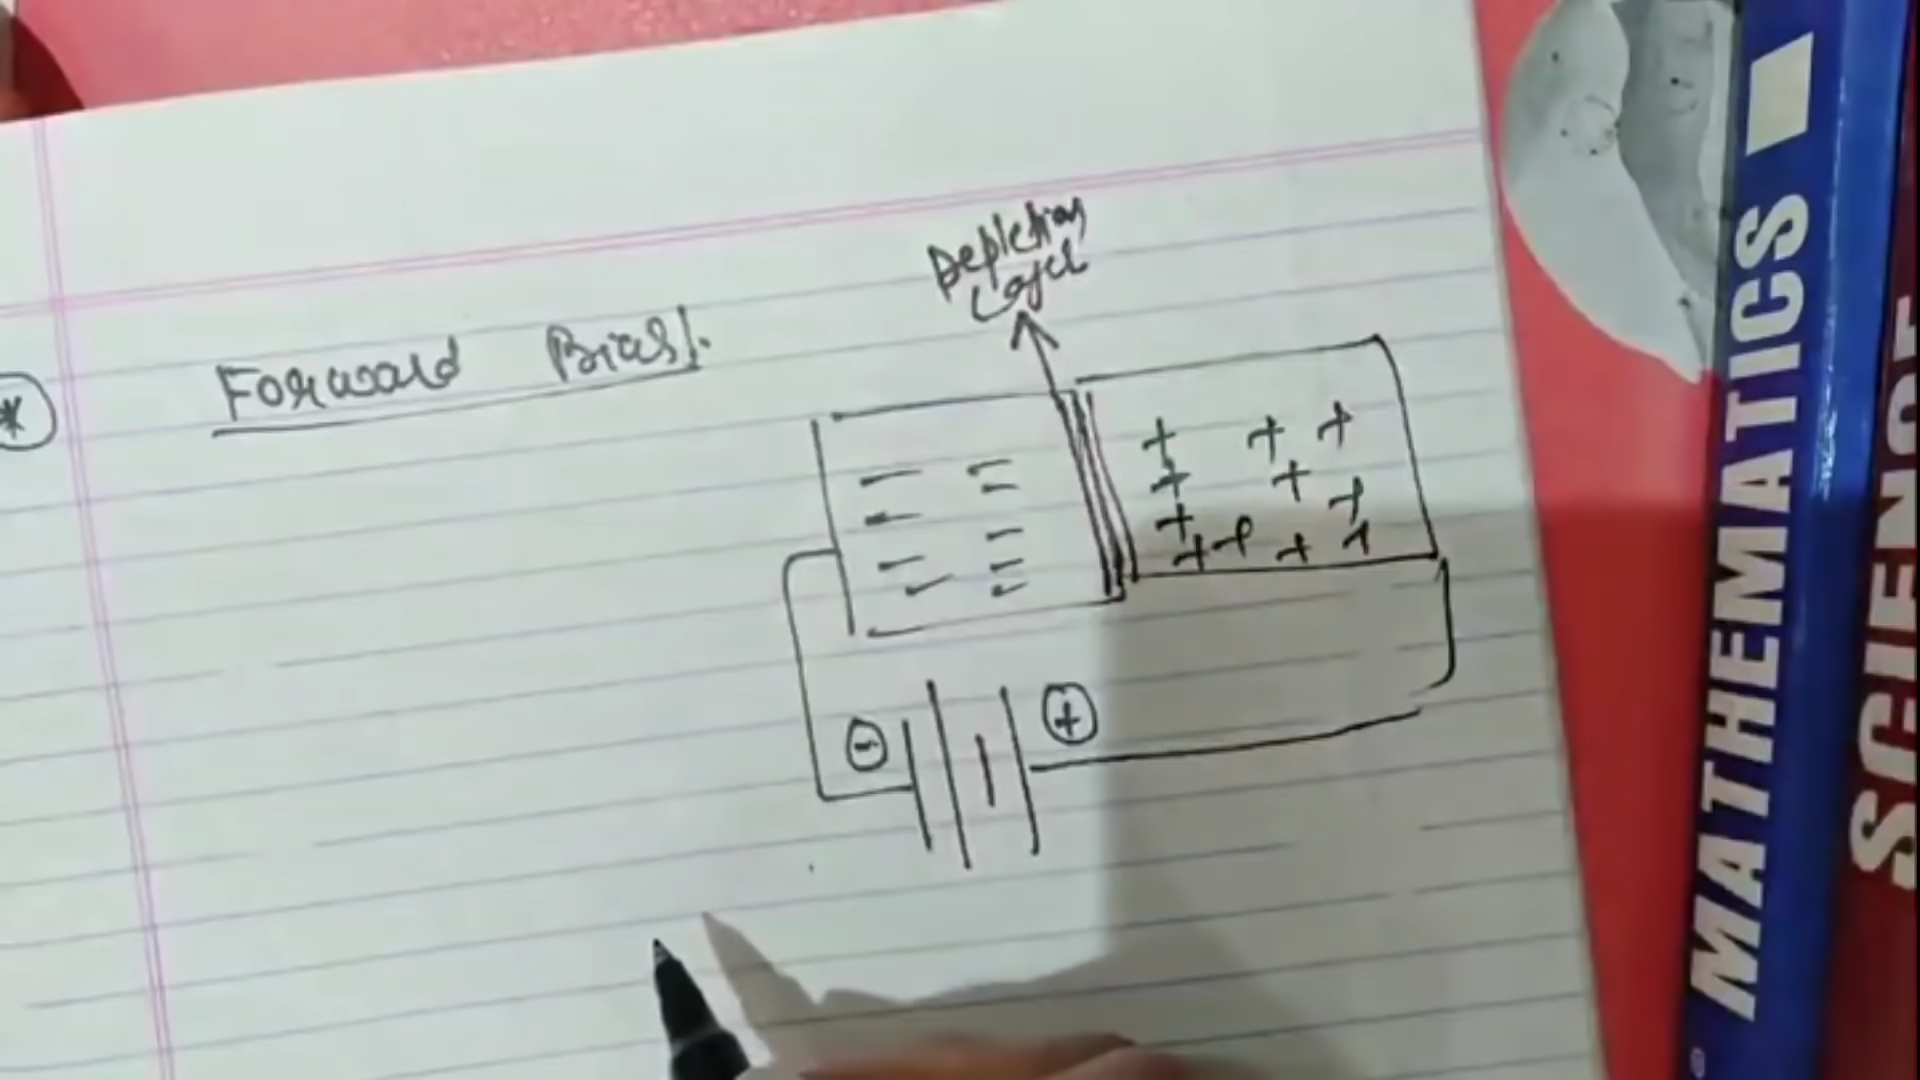 Depletion
Layer
* Forward Bias:
- - - - - - - - - -
+ + + + + + + + + + +
- +
MATHEMATICS
SCIENCE